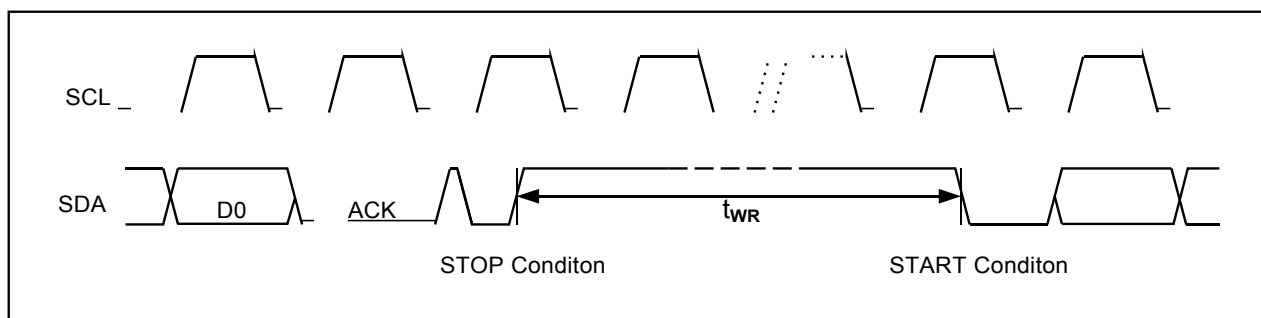 SCL
SDA
D0
ACK
tWR
STOP Conditon
START Conditon